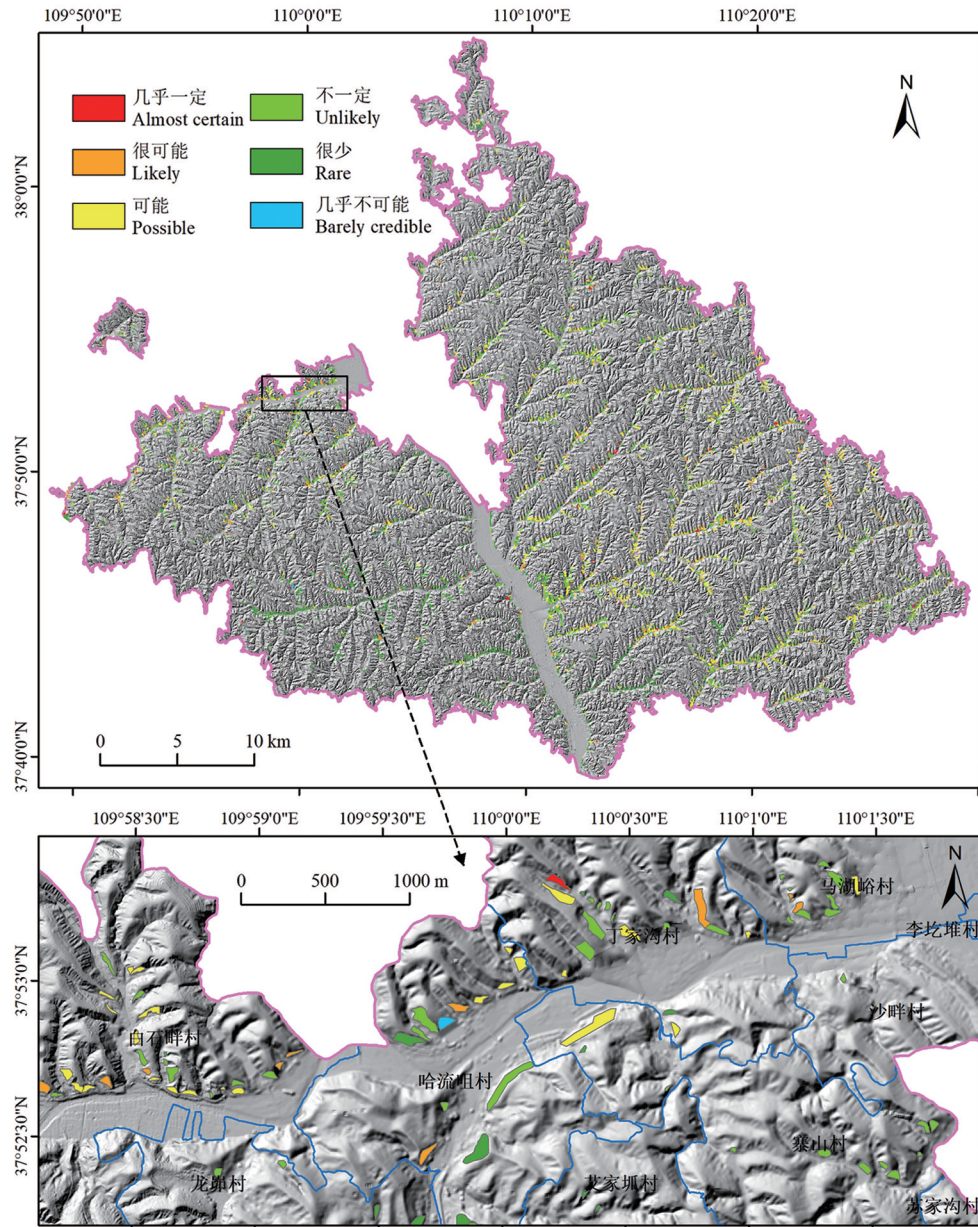 109°50'0"E 110°0'0"E 110°10'0"E 110°20'0"E
N
几乎一定
Almost certain
不一定
Unlikely
很可能
Likely
很少
Rare
可能
Possible
几乎不可能
Barely credible
38°0'0"N
37°50'0"N
37°40'0"N
0 5 10 km
109°58'30"E 109°59'0"E 109°59'30"E 110°0'0"E 110°0'30"E 110°1'0"E 110°1'30"E
N
0 500 1000 m
马湖峪村
丁家沟村
李圪堆村
37°53'0"N
沙畔村
白石畔村
哈流咀村
37°52'30"N
寨山村
龙峁村
艾家坬村
苏家沟村